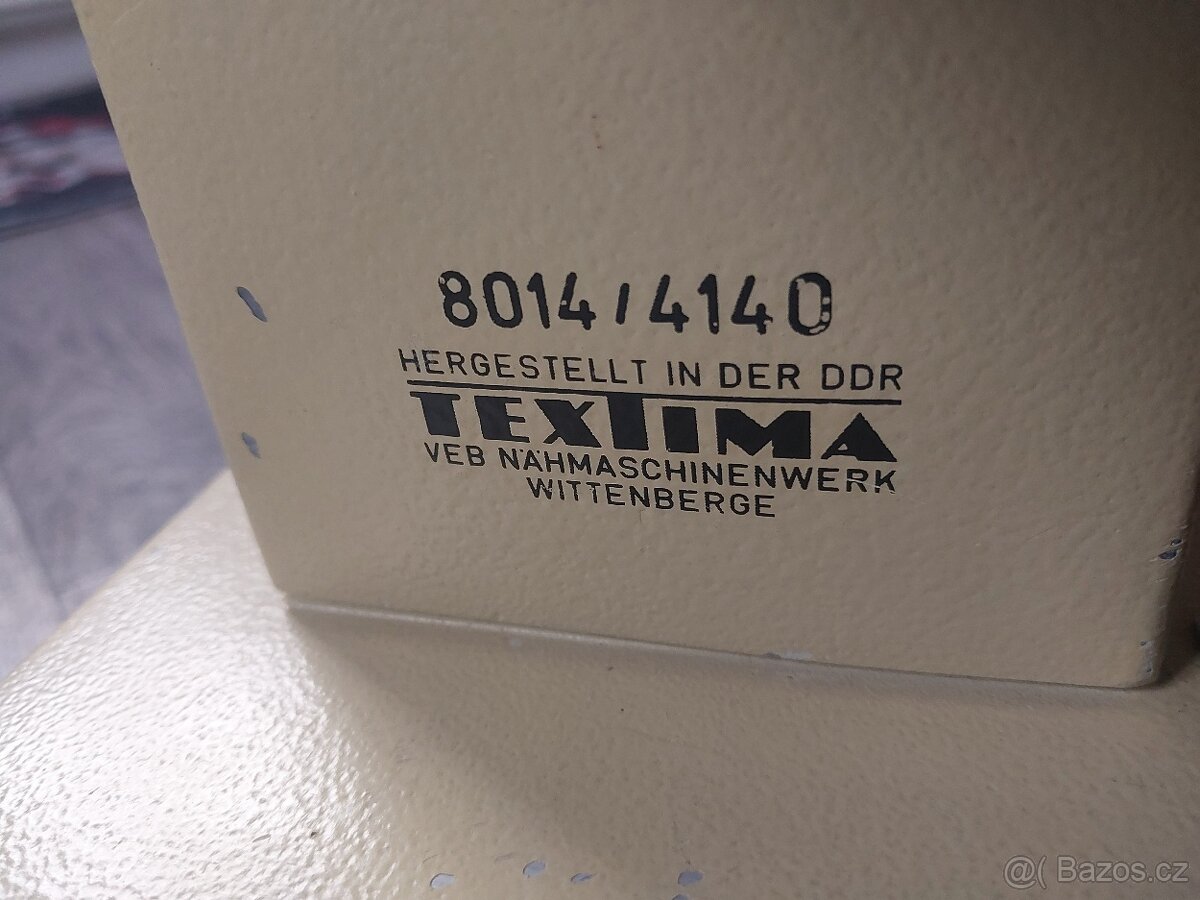 8014/4140
HERGESTELLT IN DER DDR
TEXTIMA
VEB NÄHMASCHINENWERK
WITTENBERGE
@( Bazos.cz